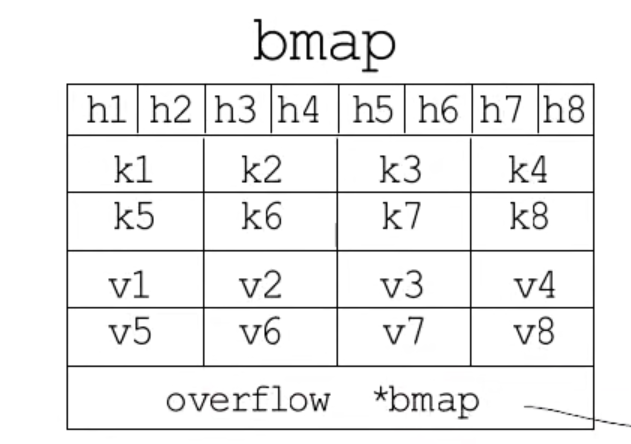 bmap
h1 h2 h3 h4 h5 h6 h7 h8
k1 k2 k3 k4
k5 k6 k7 k8
v1 v2 v3 v4
v5 v6 v7 v8
overflow *bmap